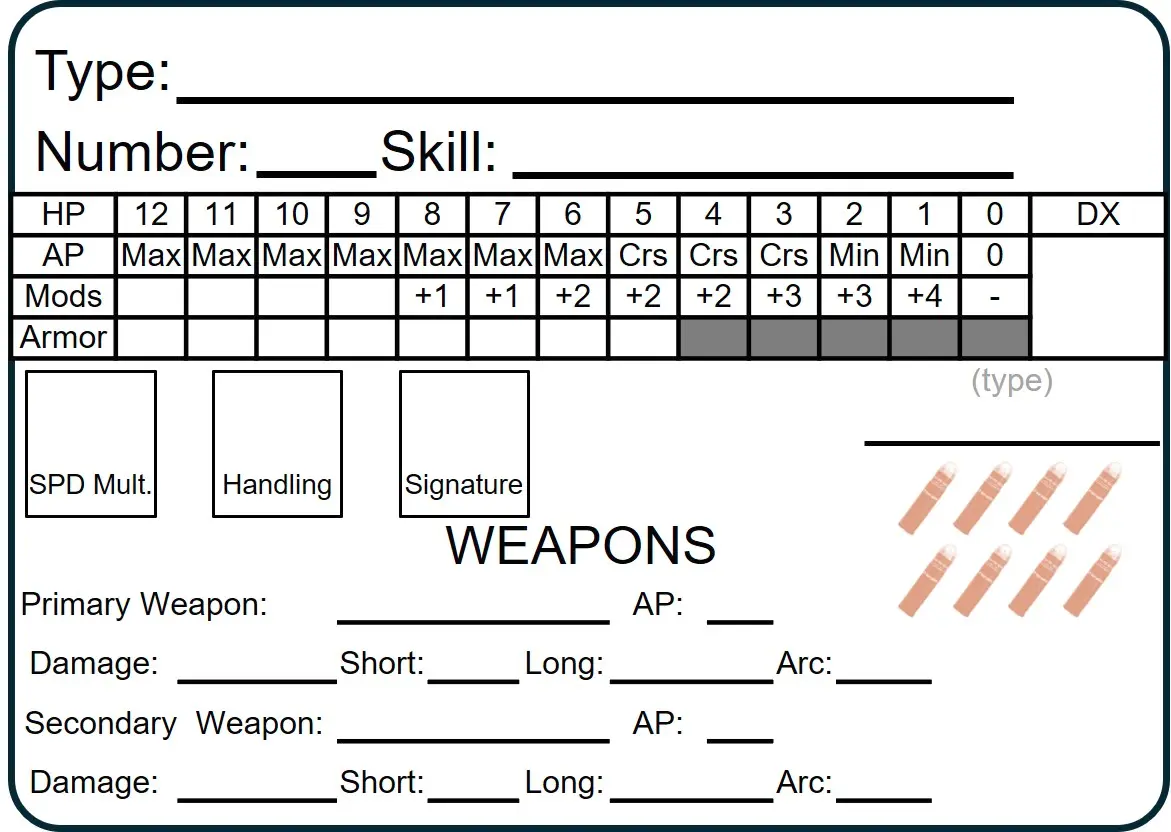 Type:
Number: Skill:
HP 12 11 10 9 8 7 6 5 4 3 2 1 0 DX
AP Max Max Max Max Max Max Max Crs Crs Crs Min Min 0
Mods +1 +1 +2 +2 +2 +3 +3 +4 -
Armor
(type)
SPD Mult. Handling Signature
WEAPONS
Primary Weapon: AP:
Damage: Short: Long: Arc:
Secondary Weapon: AP:
Damage: Short: Long: Arc: